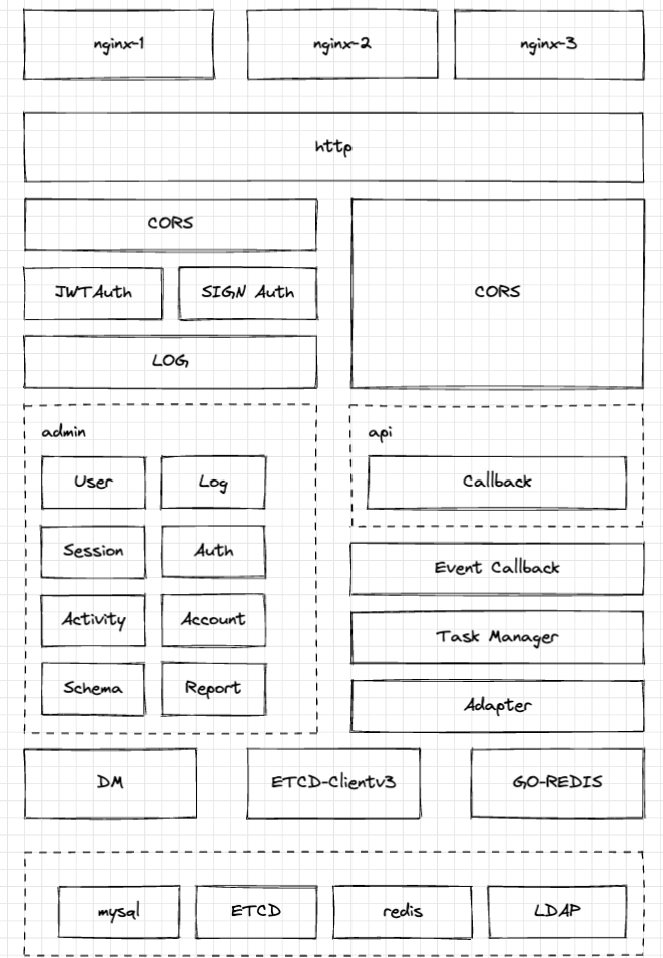 nginx-1
nginx-2
nginx-3
http
CORS
JWTAuth
SIGN Auth
LOG
CORS
admin
User
Log
Session
Auth
Activity
Account
Schema
Report
api
Callback
Event Callback
Task Manager
Adapter
DM
ETCD-Clientv3
GO-REDIS
mysql
ETCD
redis
LDAP